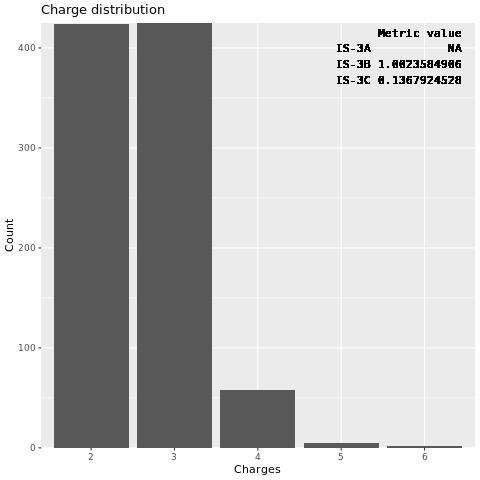 Charge distribution
Metric value
IS-3A NA
IS-3B 1.0023584906
IS-3C 0.1367924528
400
300
200
100
0
Count
2 3 4 5 6
Charges